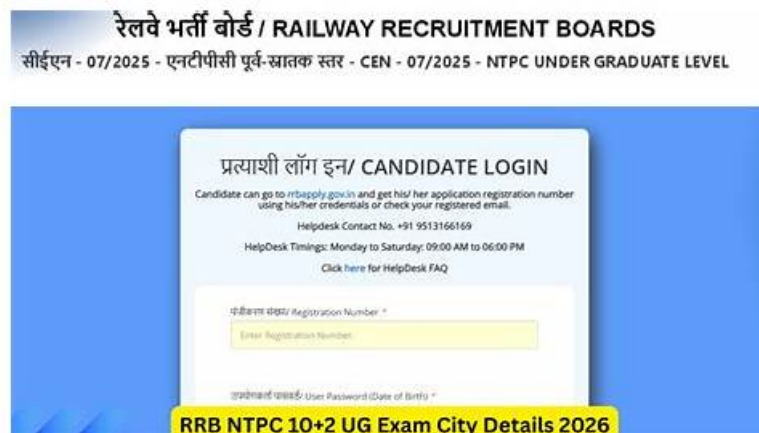 रेलवे भर्ती बोर्ड / RAILWAY RECRUITMENT BOARDS
सीईएन - 07/2025 - एनटीपीसी पूर्व-स्नातक स्तर - CEN - 07/2025 - NTPC UNDER GRADUATE LEVEL
प्रत्याशी लॉग इन/ CANDIDATE LOGIN
Candidate can go to rrbapply.gov.in and get his/ her application registration number
using his/her credentials or check your registered email.
Helpdesk Contact No. +91 9513166169
HelpDesk Timings: Monday to Saturday: 09:00 AM to 06:00 PM
Click here for HelpDesk FAQ
पंजीकरण संख्या/ Registration Number *
Enter Registration Number
उपयोगकर्ता पासवर्ड/ User Password (Date of Birth) *
RRB NTPC 10+2 UG Exam City Details 2026